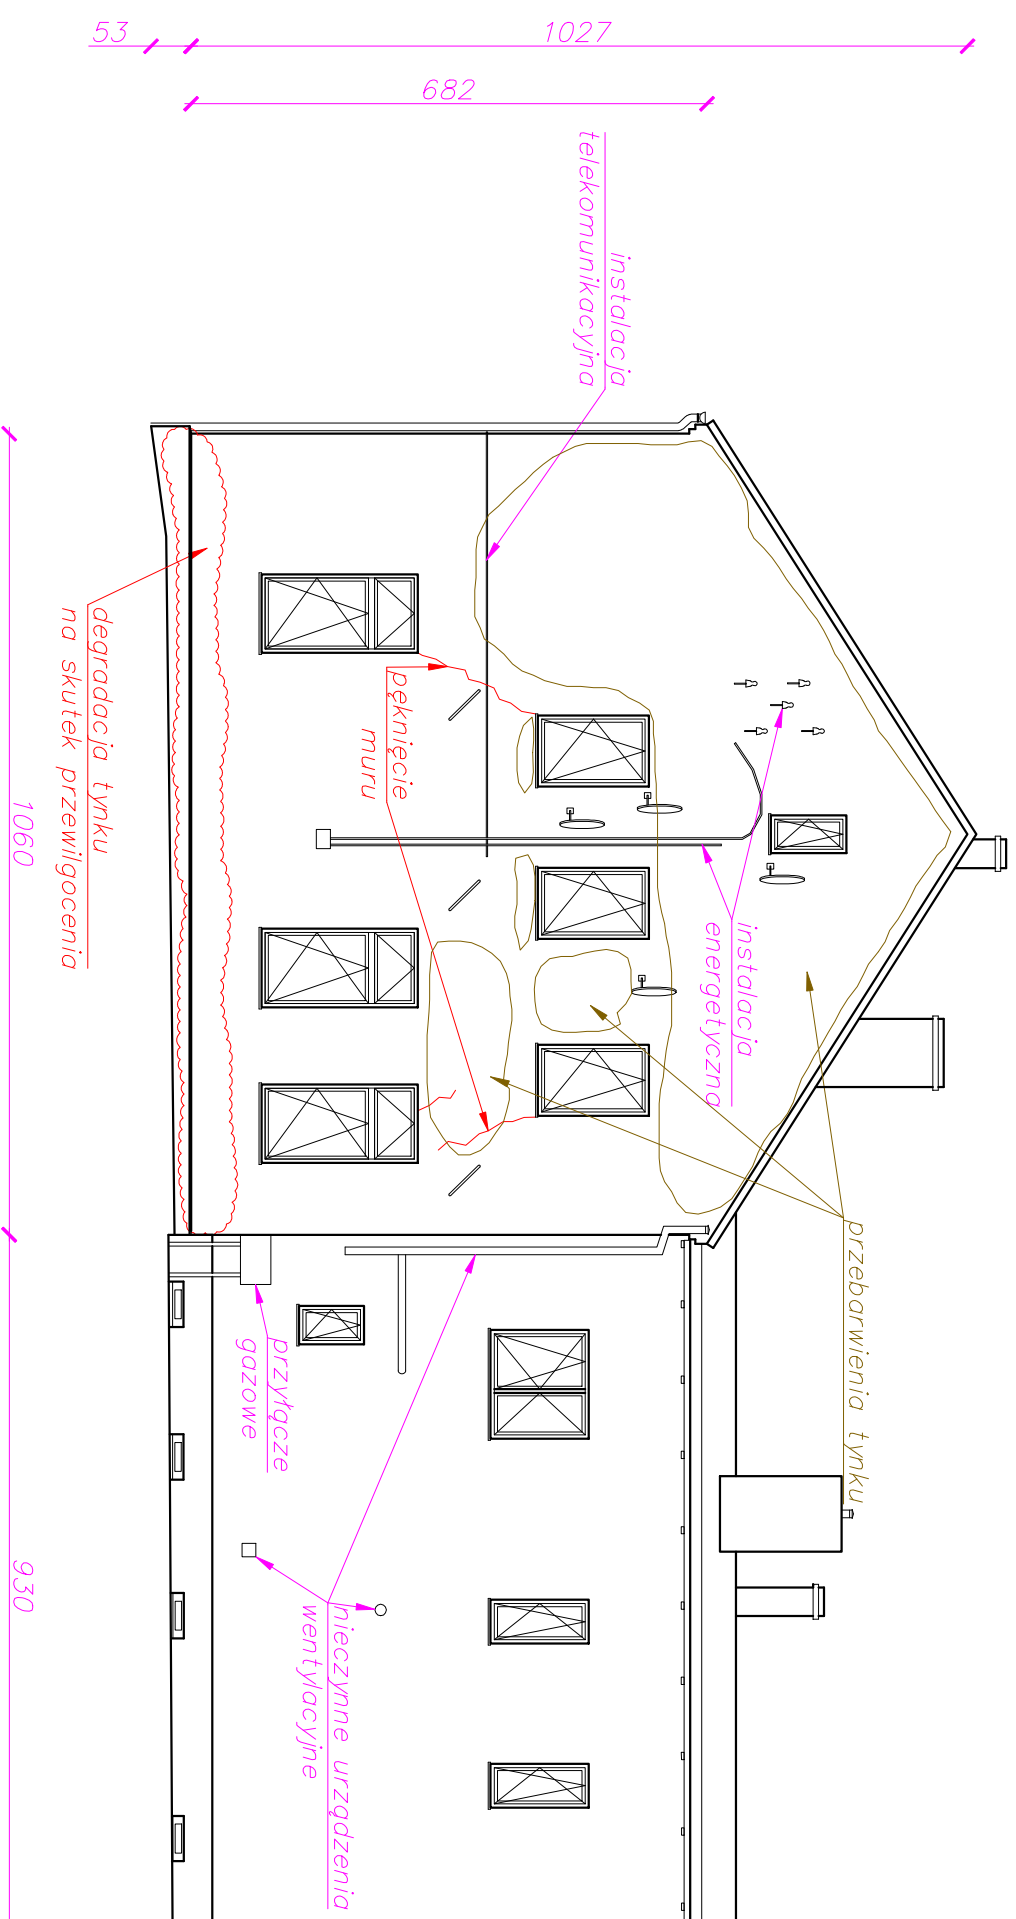 53
1027
682
instalacja
telekomunikacyjna
pęknięcie
muru
instalacja
energetyczna
przebarwienia tynku
degradacja tynku
na skutek przewilgocenia
przyłącze
gazowe
nieczynne urządzenia
wentylacyjne
1060
930